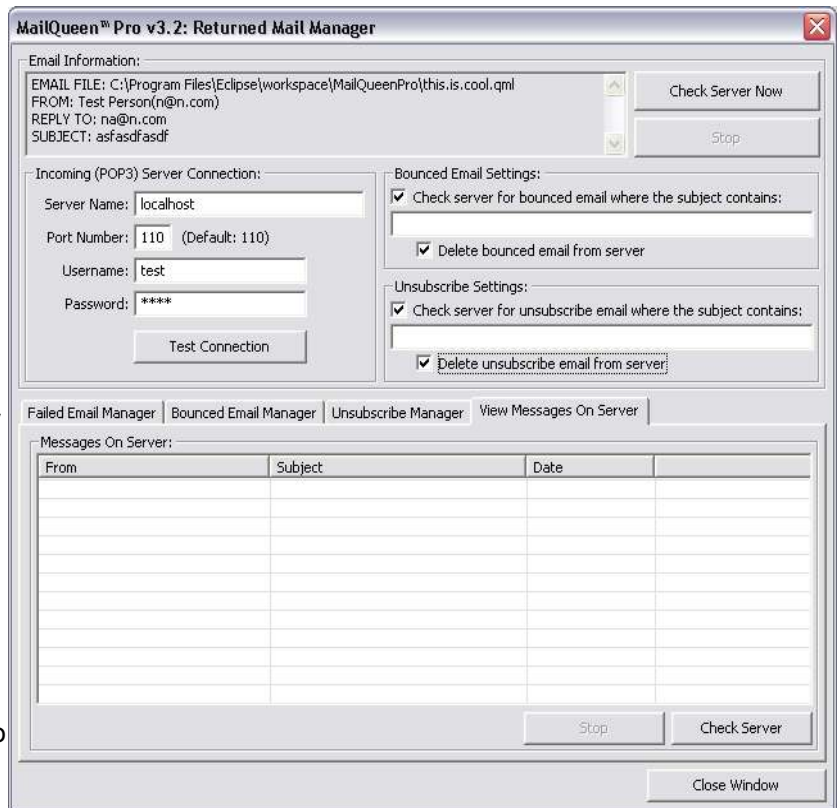 MailQueen™ Pro v3.2: Returned Mail Manager
Email Information:
EMAIL FILE: C:\Program Files\Eclipse\workspace\MailQueenPro\this.is.cool.qml
FROM: Test Person(n@n.com)
REPLY TO: na@n.com
SUBJECT: asfasdfasdf
Check Server Now
Stop
Incoming (POP3) Server Connection:
Server Name: localhost
Port Number: 110 (Default: 110)
Username: test
Password: ****
Test Connection
Bounced Email Settings:
Check server for bounced email where the subject contains:
Delete bounced email from server
Unsubscribe Settings:
Check server for unsubscribe email where the subject contains:
Delete unsubscribe email from server
Failed Email Manager Bounced Email Manager Unsubscribe Manager View Messages On Server
Messages On Server:
From Subject Date
Stop Check Server
Close Window